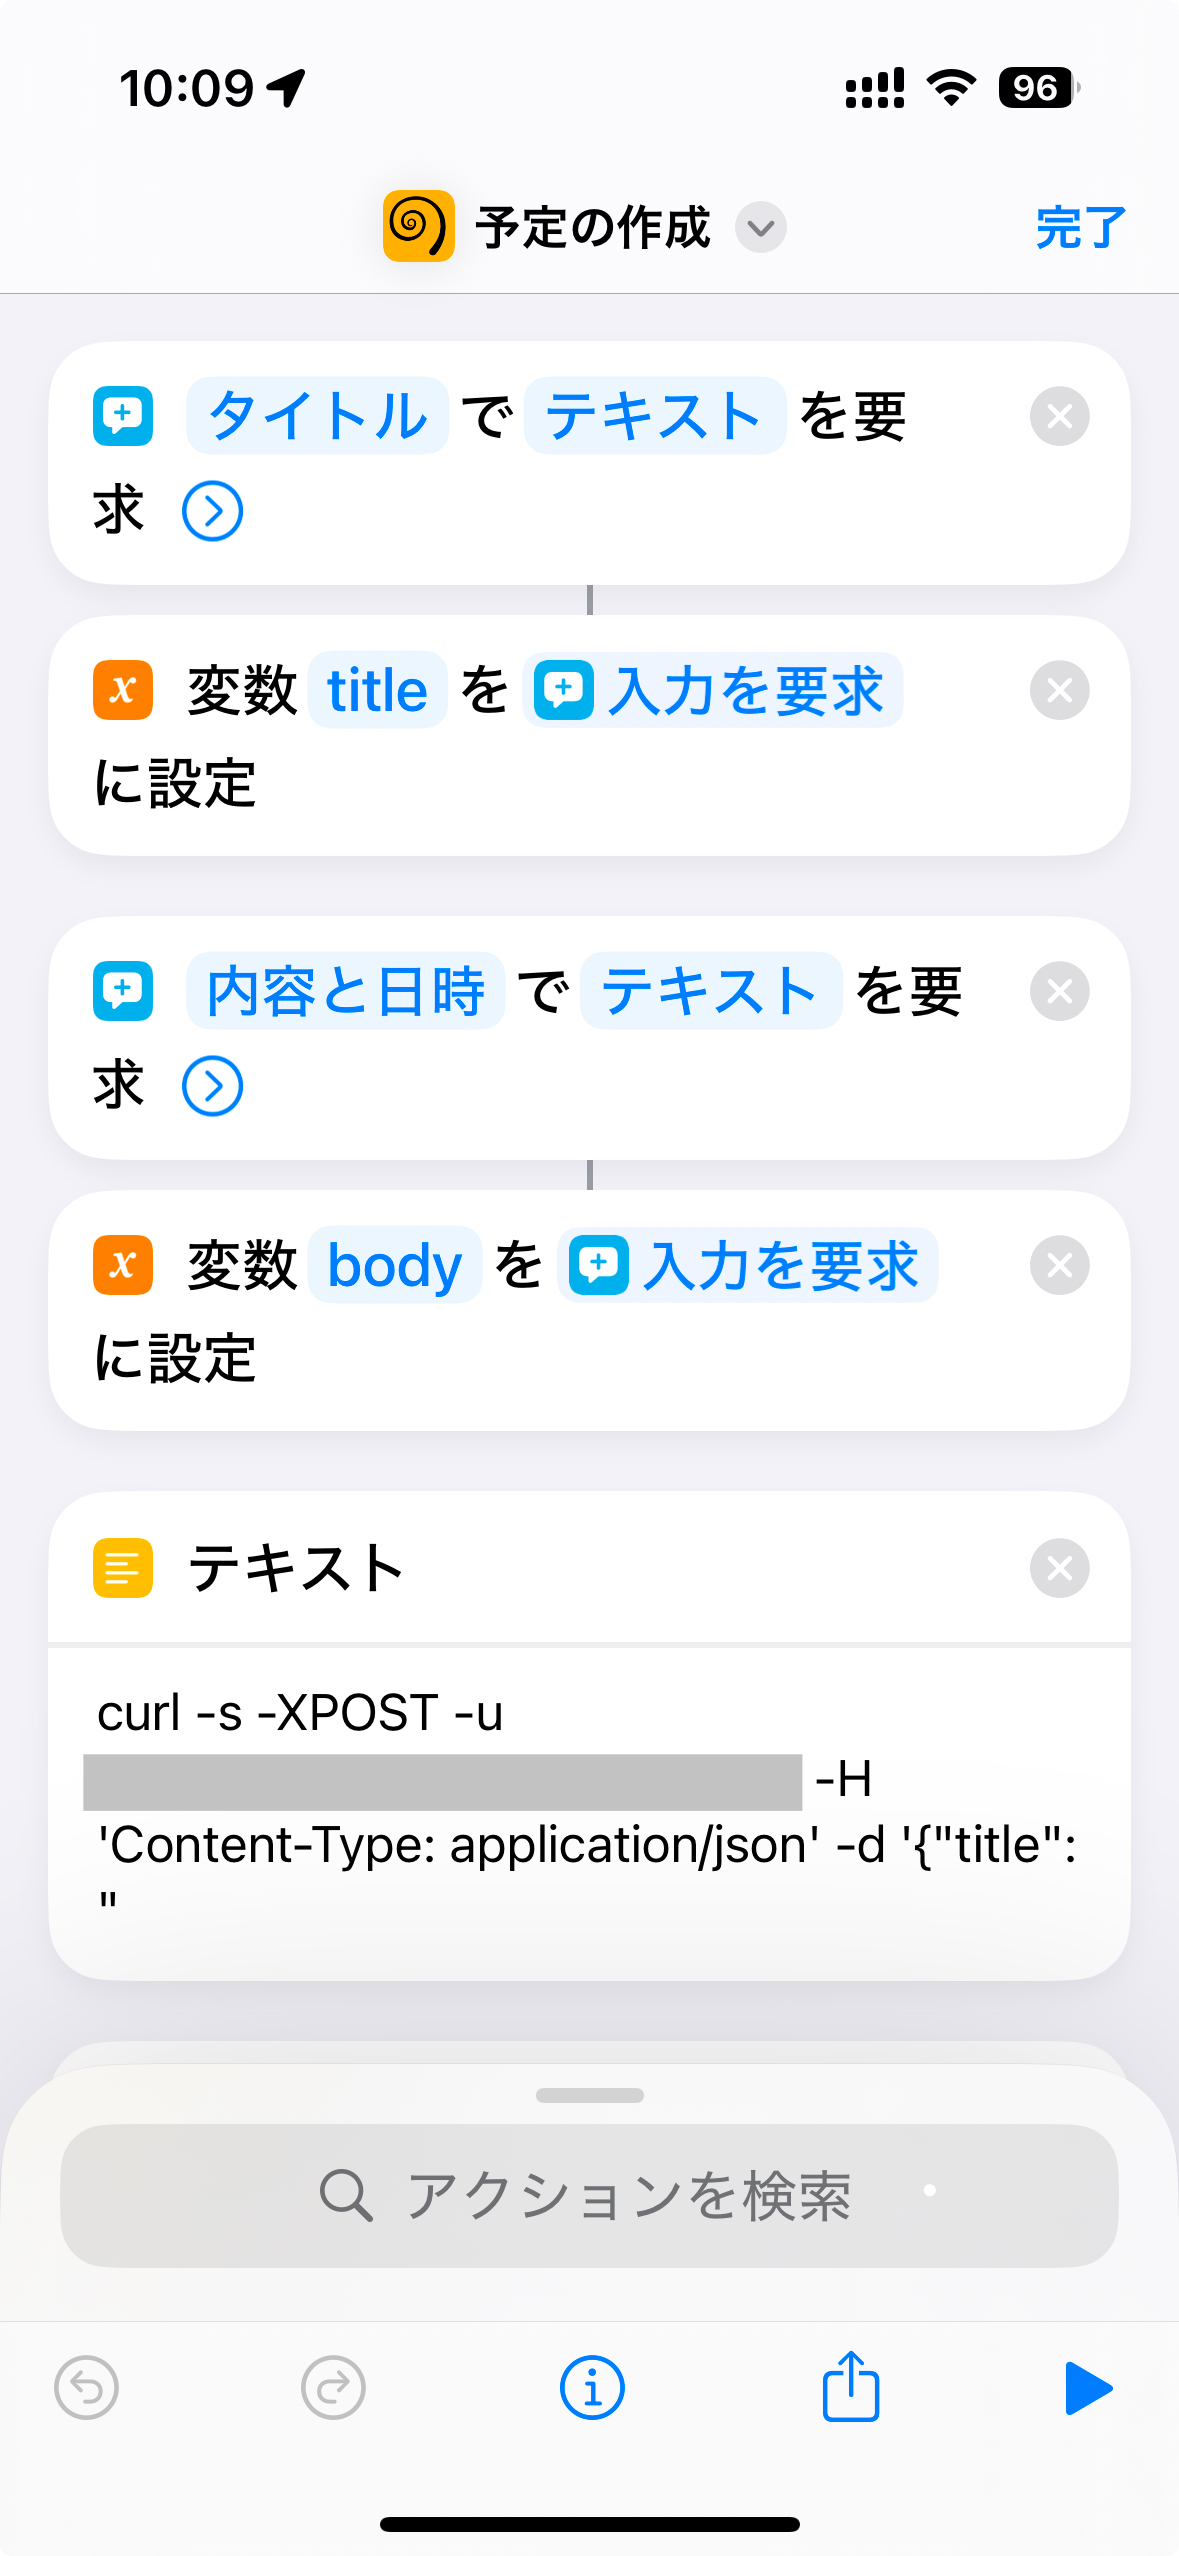 10:09
96
予定の作成
完了
タイトル で テキスト を要
求
x 変数 title を 入力を要求
に設定
内容と日時 で テキスト を要
求
x 変数 body を 入力を要求
に設定
テキスト
curl -s -XPOST -u
-H
'Content-Type: application/json' -d '{"title":
"
アクションを検索